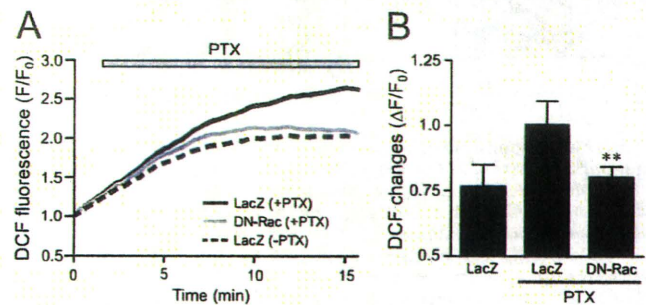 A
PTX
DCF fluorescence (F/F₀)
3.0
2.5
2.0
1.5
1.0
0.5
LacZ (+PTX)
DN-Rac (+PTX)
LacZ (-PTX)
0
5
10
15
Time (min)
B
DCF changes (ΔF/F₀)
1.25
1.0
0.75
0.5
**
LacZ
LacZ
DN-Rac
PTX